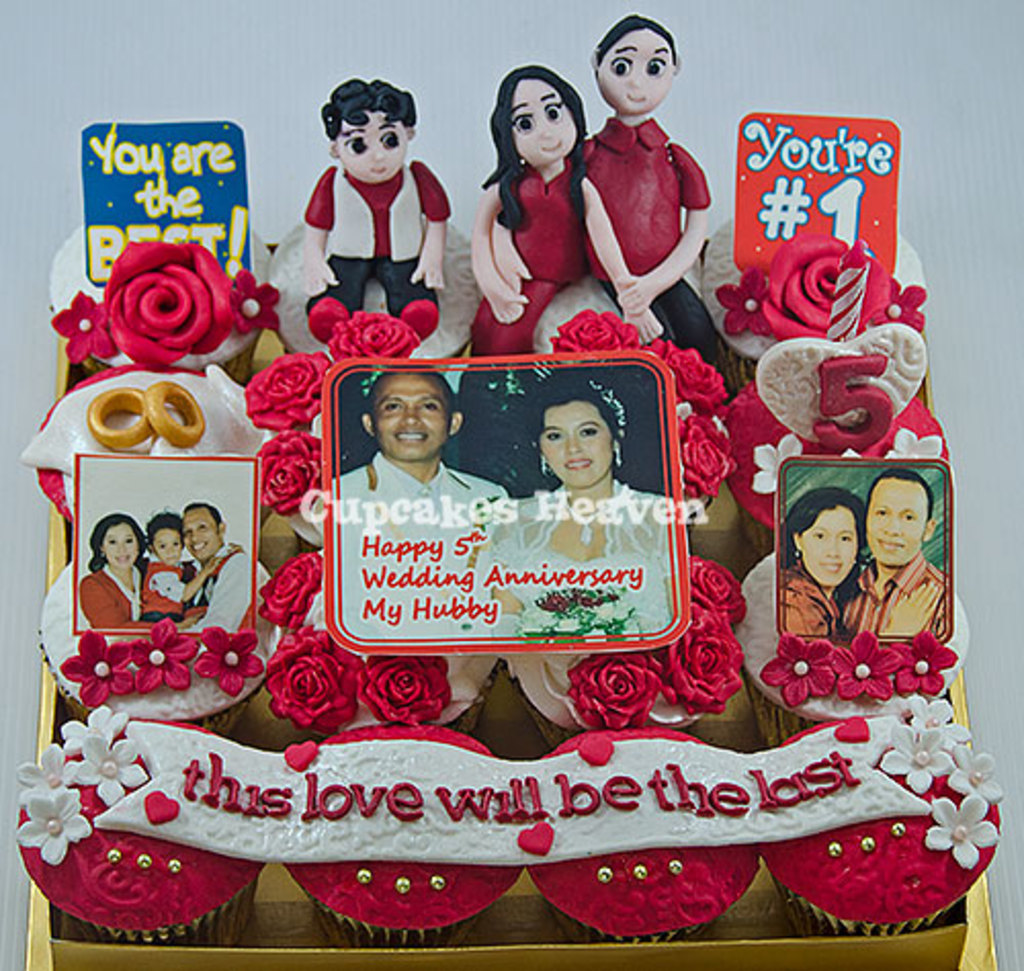 You are
the
BEST!
You're
#1
5
Cupcakes Heaven
Happy 5th
Wedding Anniversary
My Hubby
this love will be the last